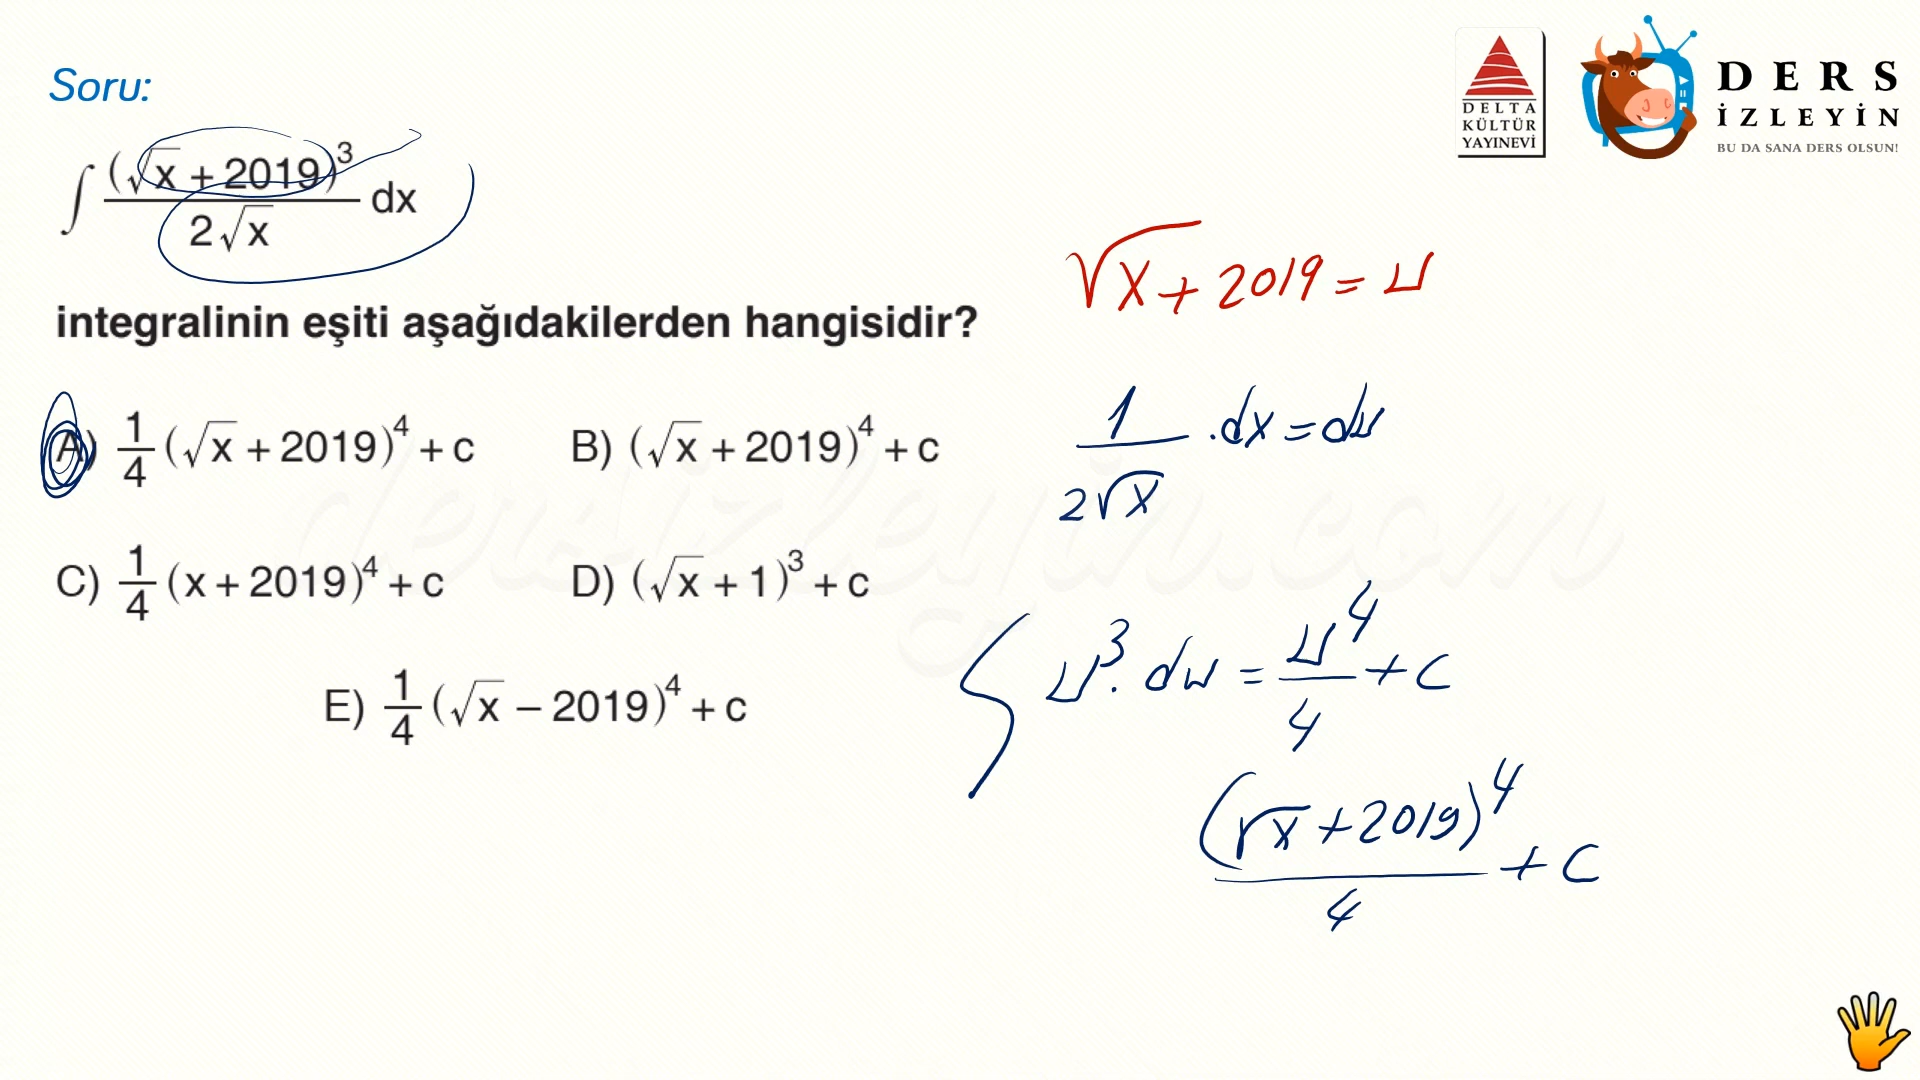 Soru:
DELTA
KÜLTÜR
YAYINEVİ
DERS
İZLEYİN
BU DA SANA DERS OLSUN!
∫ (√x + 2019)³ / 2√x dx
integralinin eşiti aşağıdakilerden hangisidir?
A) 1/4 (√x + 2019)⁴ + c
B) (√x + 2019)⁴ + c
C) 1/4 (x + 2019)⁴ + c
D) (√x + 1)³ + c
E) 1/4 (√x − 2019)⁴ + c
√x + 2019 = u
1 / 2√x . dx = du
∫ u³ . du = u⁴ / 4 + c
(√x + 2019)⁴ / 4 + c
dersizleyin.com